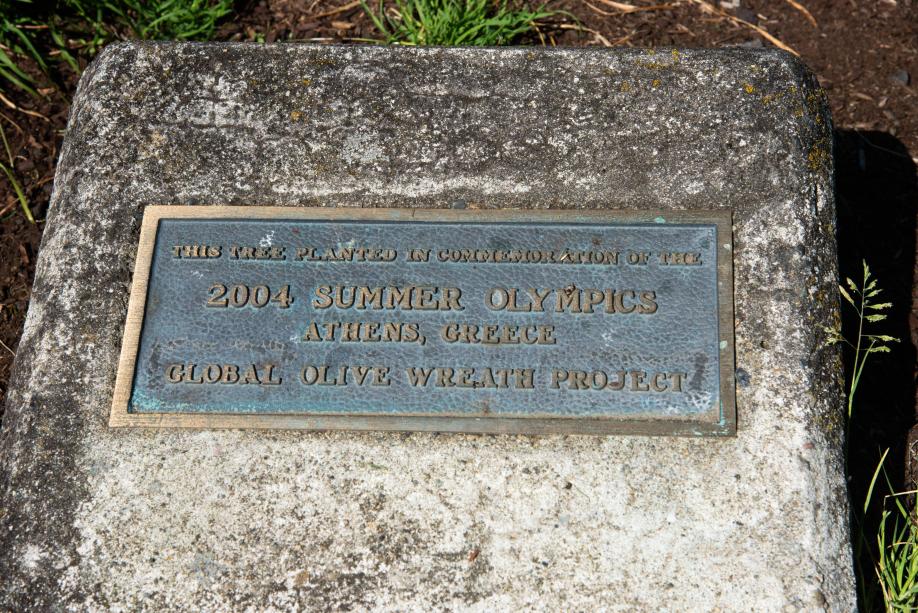 THIS TREE PLANTED IN COMMEMORATION OF THE
2004 SUMMER OLYMPICS
ATHENS, GREECE
GLOBAL OLIVE WREATH PROJECT